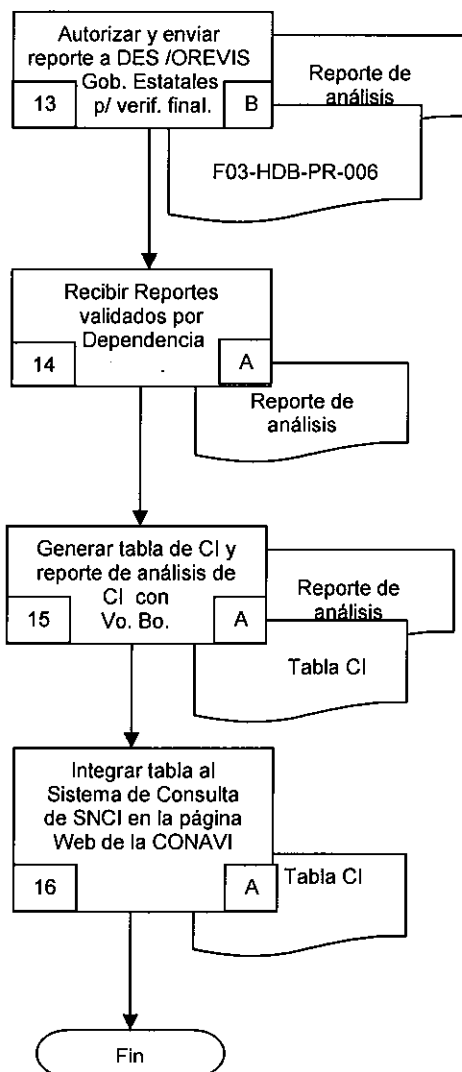 Autorizar y enviar
reporte a DES /OREVIS
Gob. Estatales
p/ verif. final.
13
B
Reporte de
análisis
F03-HDB-PR-006
Recibir Reportes
validados por
Dependencia
14
A
Reporte de
análisis
Generar tabla de CI y
reporte de análisis de
CI con
Vo. Bo.
15
A
Reporte de
análisis
Tabla CI
Integrar tabla al
Sistema de Consulta
de SNCI en la página
Web de la CONAVI
16
A
Tabla CI
Fin